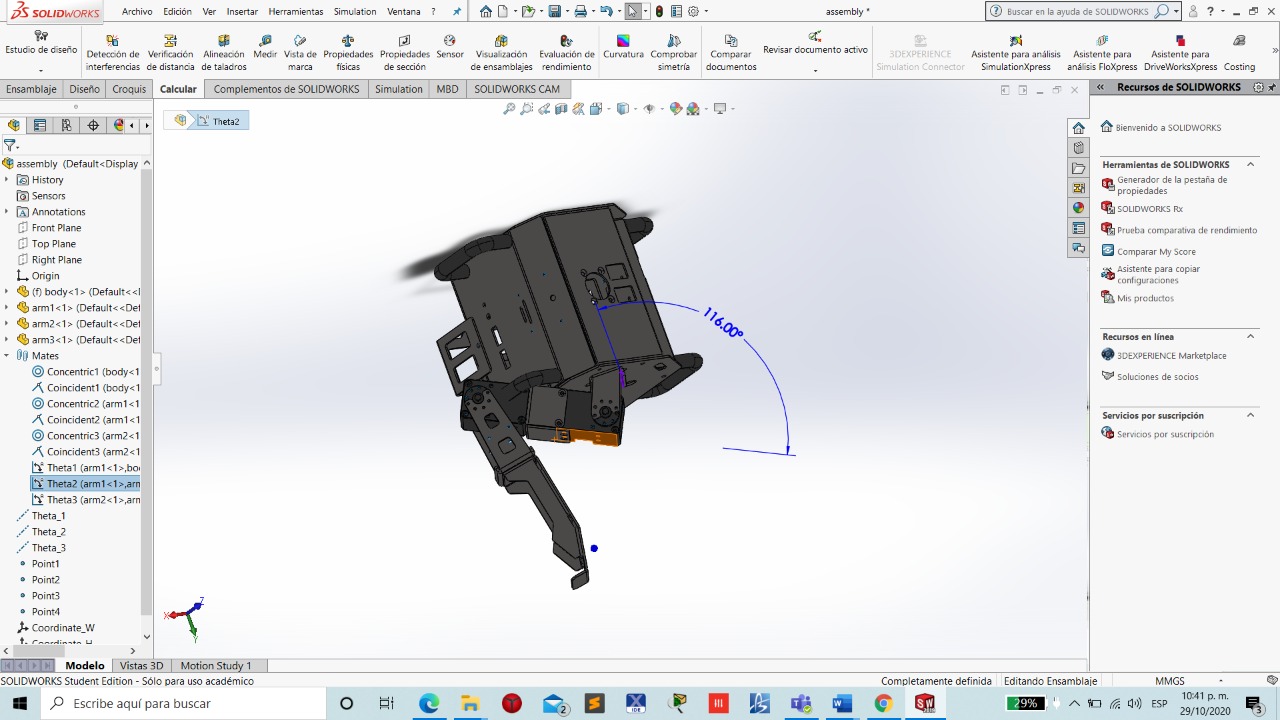 SOLIDWORKS
Archivo Edición Ver Insertar Herramientas Simulation Ventana ?
assembly *
Buscar en la ayuda de SOLIDWORKS
Estudio de diseño
Detección de interferencias
Verificación de distancia
Alineación de taladro
Medir
Vista de marca
Propiedades físicas
Propiedades de sección
Sensor
Visualización de ensamblajes
Evaluación de rendimiento
Curvatura
Comprobar simetría
Comparar documentos
Revisar documento activo
3DEXPERIENCE Simulation Connector
Asistente para análisis SimulationXpress
Asistente para análisis FloXpress
Asistente para DriveWorksXpress
Costing
Ensamblaje Diseño Croquis Calcular Complementos de SOLIDWORKS Simulation MBD SOLIDWORKS CAM
Theta2
assembly (Default<Display
History
Sensors
Annotations
Front Plane
Top Plane
Right Plane
Origin
(f) body<1> (Default<De
arm1<1> (Default<<Def
arm2<1> (Default<<Def
arm3<1> (Default<<Def
Mates
Concentric1 (body<1
Coincident1 (body<1
Concentric2 (arm1<1
Coincident2 (arm1<1
Concentric3 (arm2<1
Coincident3 (arm2<1
Theta1 (arm1<1>,bo
Theta2 (arm1<1>,arm
Theta3 (arm2<1>,arm
Theta_1
Theta_2
Theta_3
Point1
Point2
Point3
Point4
Coordinate_W
116.00°
X
Y
Z
Recursos de SOLIDWORKS
Bienvenido a SOLIDWORKS
Herramientas de SOLIDWORKS
Generador de la pestaña de
propiedades
SOLIDWORKS Rx
Prueba comparativa de rendimiento
Comparar My Score
Asistente para copiar
configuraciones
Mis productos
Recursos en línea
3DEXPERIENCE Marketplace
Soluciones de socios
Servicios por suscripción
Servicios por suscripción
Modelo Vistas 3D Motion Study 1
SOLIDWORKS Student Edition - Sólo para uso académico
Completamente definida Editando Ensamblaje MMGS
Escribe aquí para buscar
29%
ESP
10:41 p. m.
29/10/2020